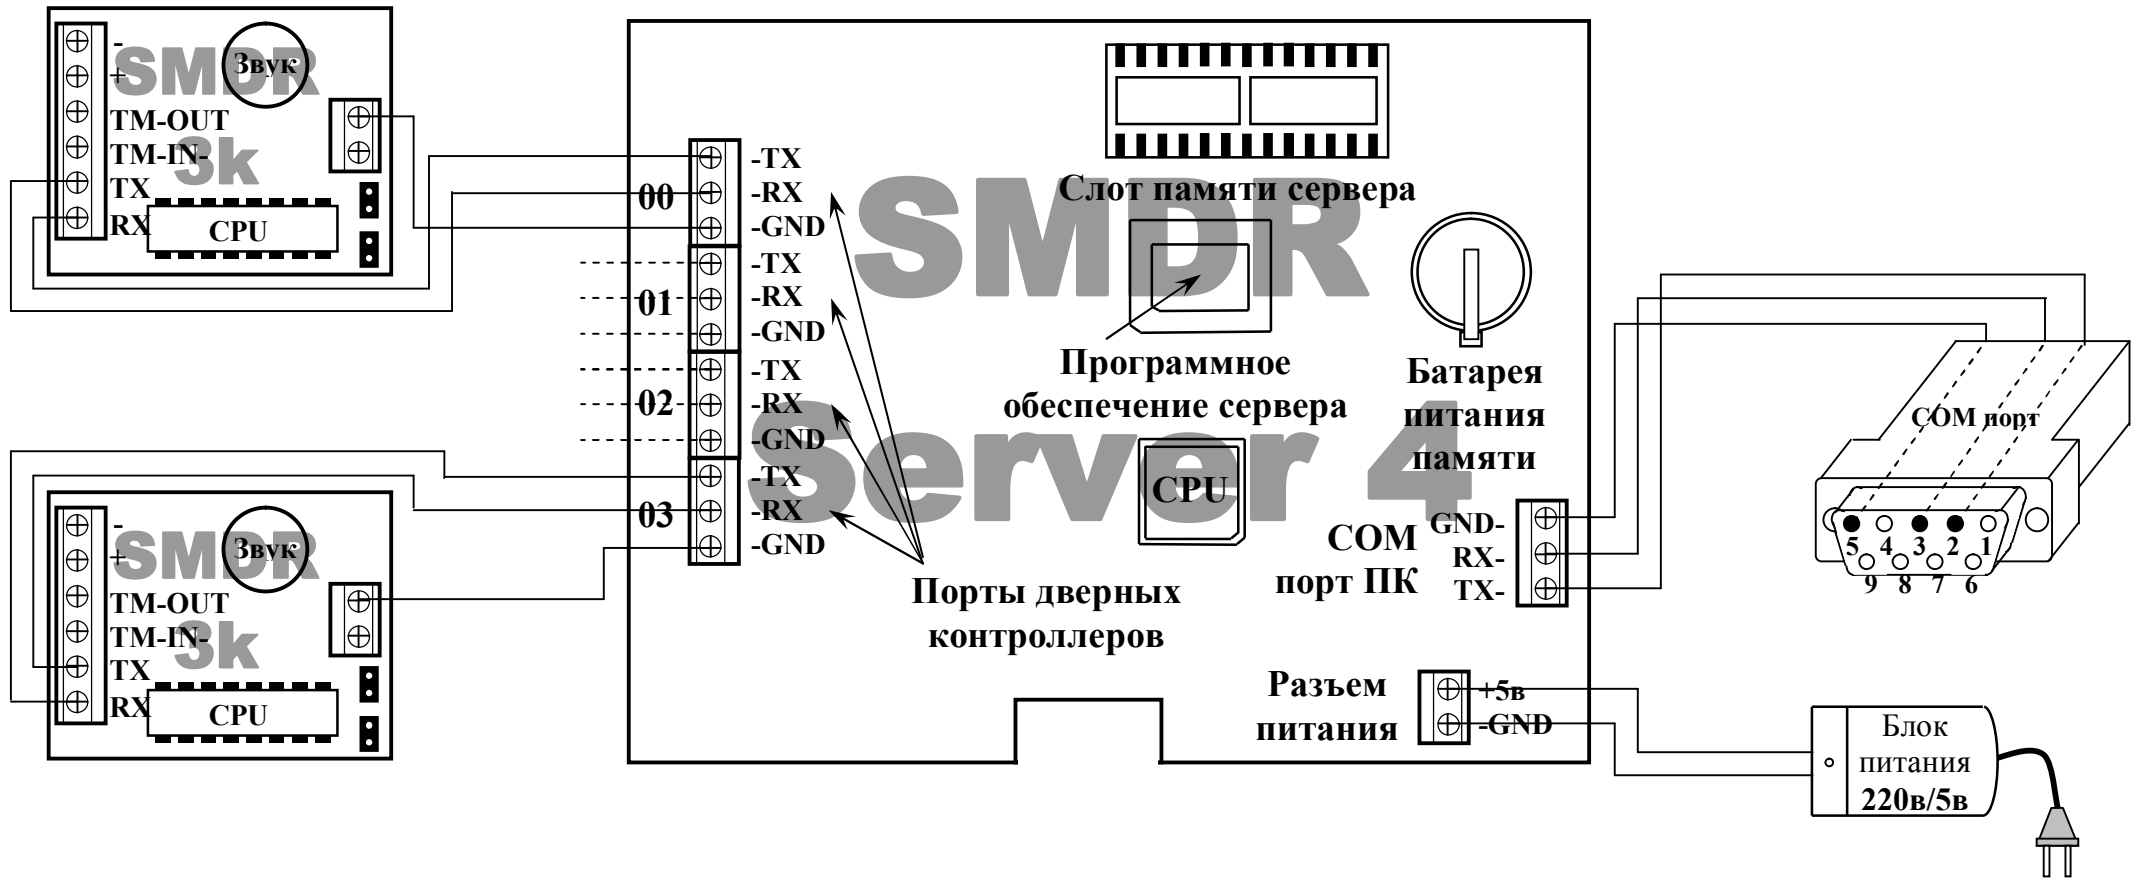 -
+
SMDR
3k
Звук
TM-OUT
TM-IN-
TX
RX
CPU
00
-TX
-RX
-GND
01
-TX
-RX
-GND
02
-TX
-RX
-GND
03
-TX
-RX
-GND
SMDR
Server 4
Слот памяти сервера
Программное
обеспечение сервера
CPU
Батарея
питания
памяти
Порты дверных
контроллеров
COM
порт ПК
GND-
RX-
TX-
Разъем
питания
+5в
-GND
COM порт
5 4 3 2 1
9 8 7 6
Блок
питания
220в/5в
-
+
SMDR
3k
Звук
TM-OUT
TM-IN-
TX
RX
CPU